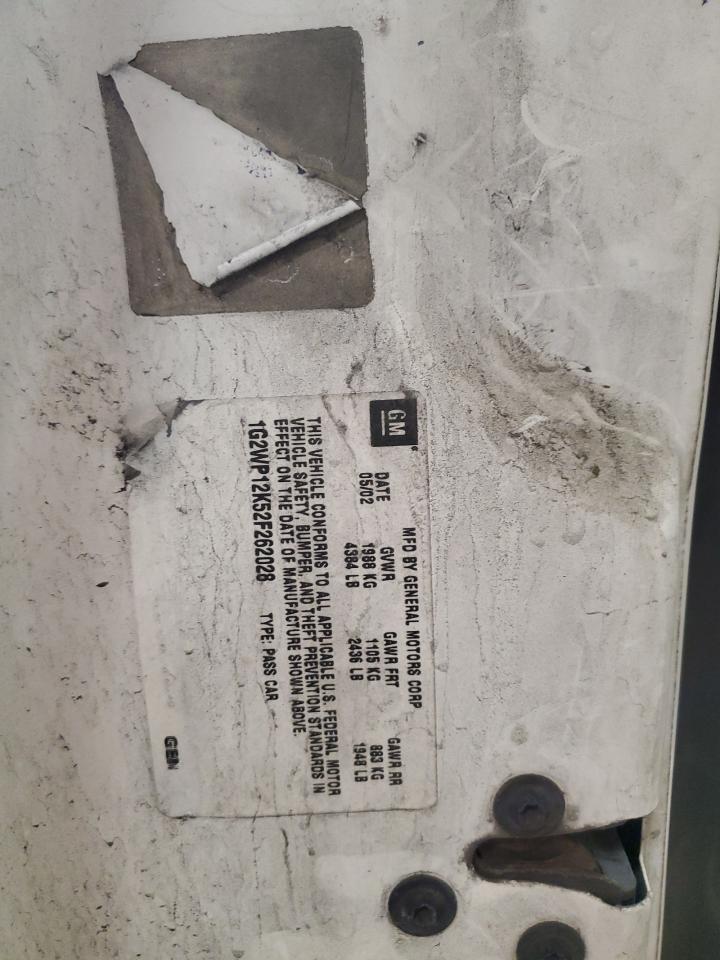 GM
MFD BY GENERAL MOTORS CORP
DATE GVWR GAWR FRT GAWR RR
05/02 1988 KG 1105 KG 883 KG
4384 LB 2436 LB 1948 LB
THIS VEHICLE CONFORMS TO ALL APPLICABLE U.S. FEDERAL MOTOR
VEHICLE SAFETY, BUMPER, AND THEFT PREVENTION STANDARDS IN
EFFECT ON THE DATE OF MANUFACTURE SHOWN ABOVE.
1G2WP12K52F262028 TYPE: PASS CAR